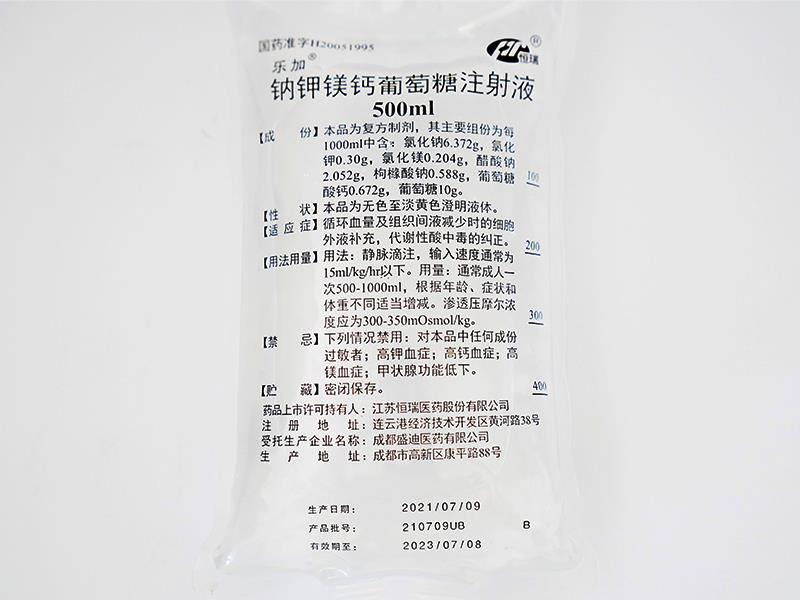 国药准字H20051995
恒瑞®
乐加®
钠钾镁钙葡萄糖注射液
500ml
【成 份】本品为复方制剂，其主要组份为每
1000ml中含：氯化钠6.372g，氯化
钾0.30g，氯化镁0.204g，醋酸钠
2.052g，枸橼酸钠0.588g，葡萄糖
酸钙0.672g，葡萄糖10g。
100
【性 状】本品为无色至淡黄色澄明液体。
【适应症】循环血量及组织间液减少时的细胞
外液补充，代谢性酸中毒的纠正。
200
【用法用量】用法：静脉滴注，输入速度通常为
15ml/kg/hr以下。用量：通常成人一
次500-1000ml，根据年龄、症状和
体重不同适当增减。渗透压摩尔浓
度应为300-350mOsmol/kg。
300
【禁 忌】下列情况禁用：对本品中任何成份
过敏者；高钾血症；高钙血症；高
镁血症；甲状腺功能低下。
【贮 藏】密闭保存。
400
药品上市许可持有人：江苏恒瑞医药股份有限公司
注 册 地 址：连云港经济技术开发区黄河路38号
受托生产企业名称：成都盛迪医药有限公司
生 产 地 址：成都市高新区康平路88号
生产日期： 2021/07/09
产品批号： 210709UB B
有效期至： 2023/07/08